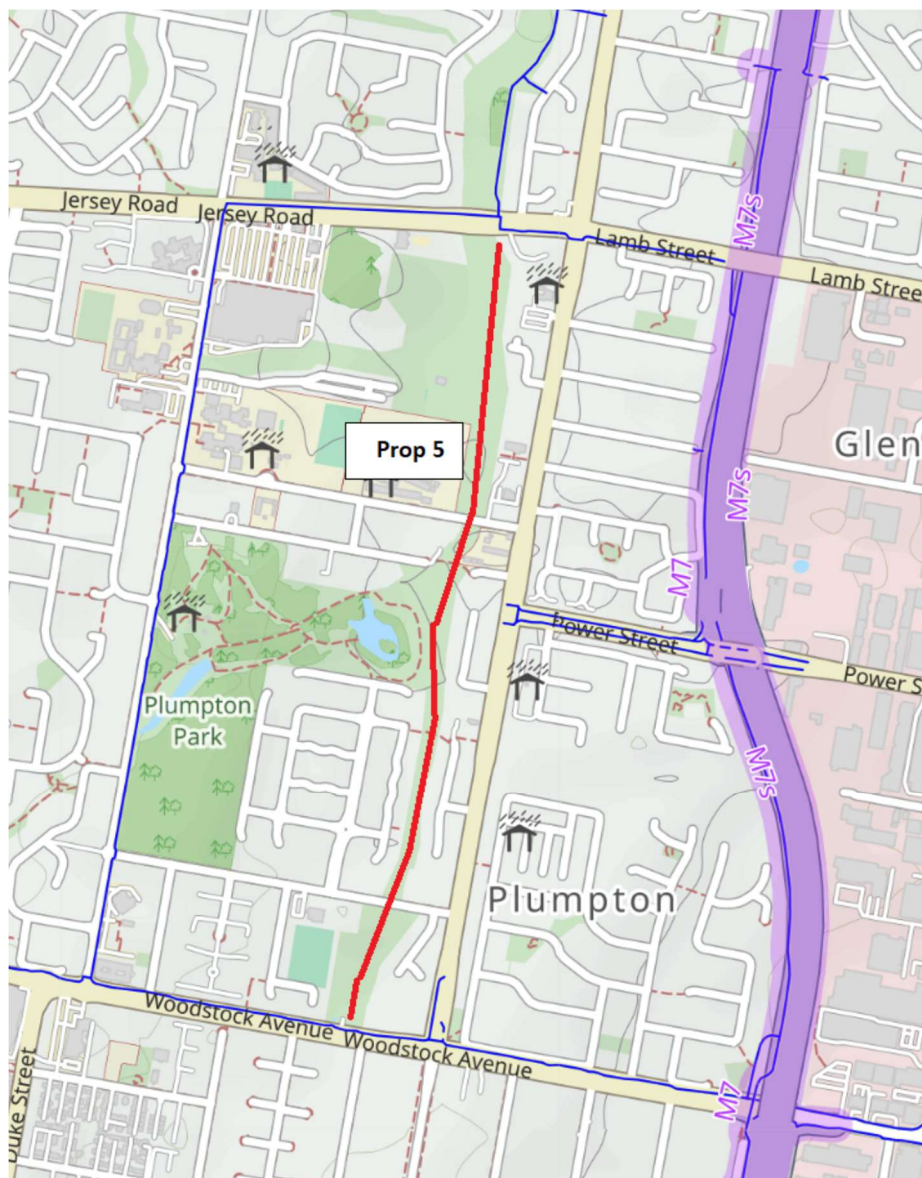 Jersey Road
Jersey Road
M7s
Lamb Street
Lamb Stree
Prop 5
Glen
M7s
M7
Power Street
Power S
Plumpton
Park
M7s
Plumpton
Woodstock Avenue
Woodstock Avenue
Duke Street
M7